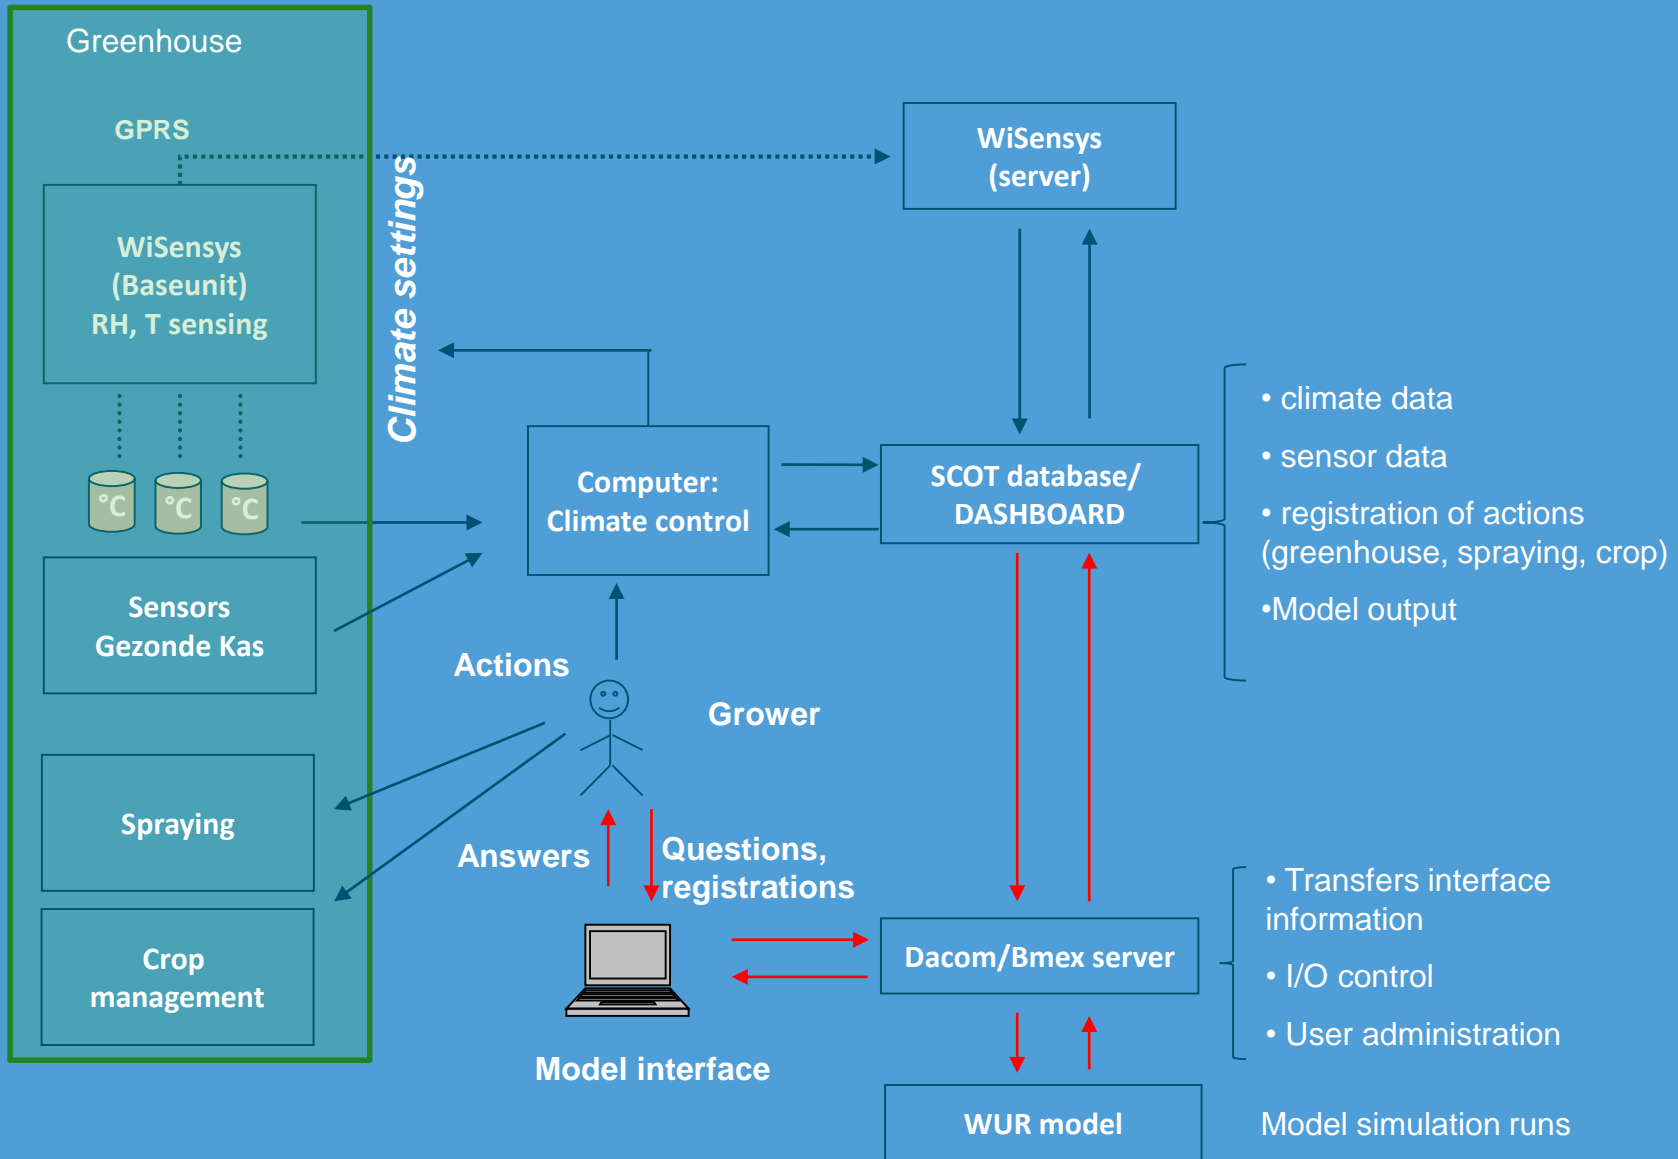 Greenhouse
GPRS
WiSensys
(Baseunit)
RH, T sensing
°C
°C
°C
Sensors
Gezonde Kas
Spraying
Crop
management
Climate settings
Computer:
Climate control
Actions
Grower
Answers
Questions,
registrations
Model interface
WiSensys
(server)
SCOT database/
DASHBOARD
• climate data
• sensor data
• registration of actions
(greenhouse, spraying, crop)
•Model output
Dacom/Bmex server
• Transfers interface
information
• I/O control
• User administration
WUR model
Model simulation runs